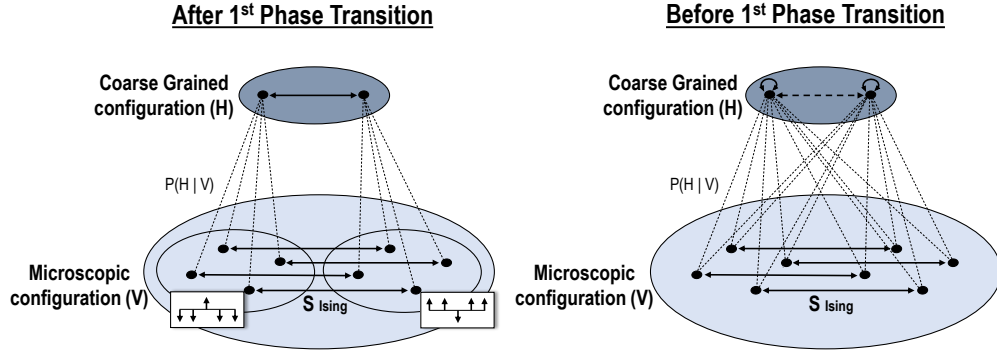 After 1st Phase Transition
Coarse Grained
configuration (H)
P(H | V)
Microscopic
configuration (V)
S Ising
Before 1st Phase Transition
Coarse Grained
configuration (H)
P(H | V)
Microscopic
configuration (V)
S Ising